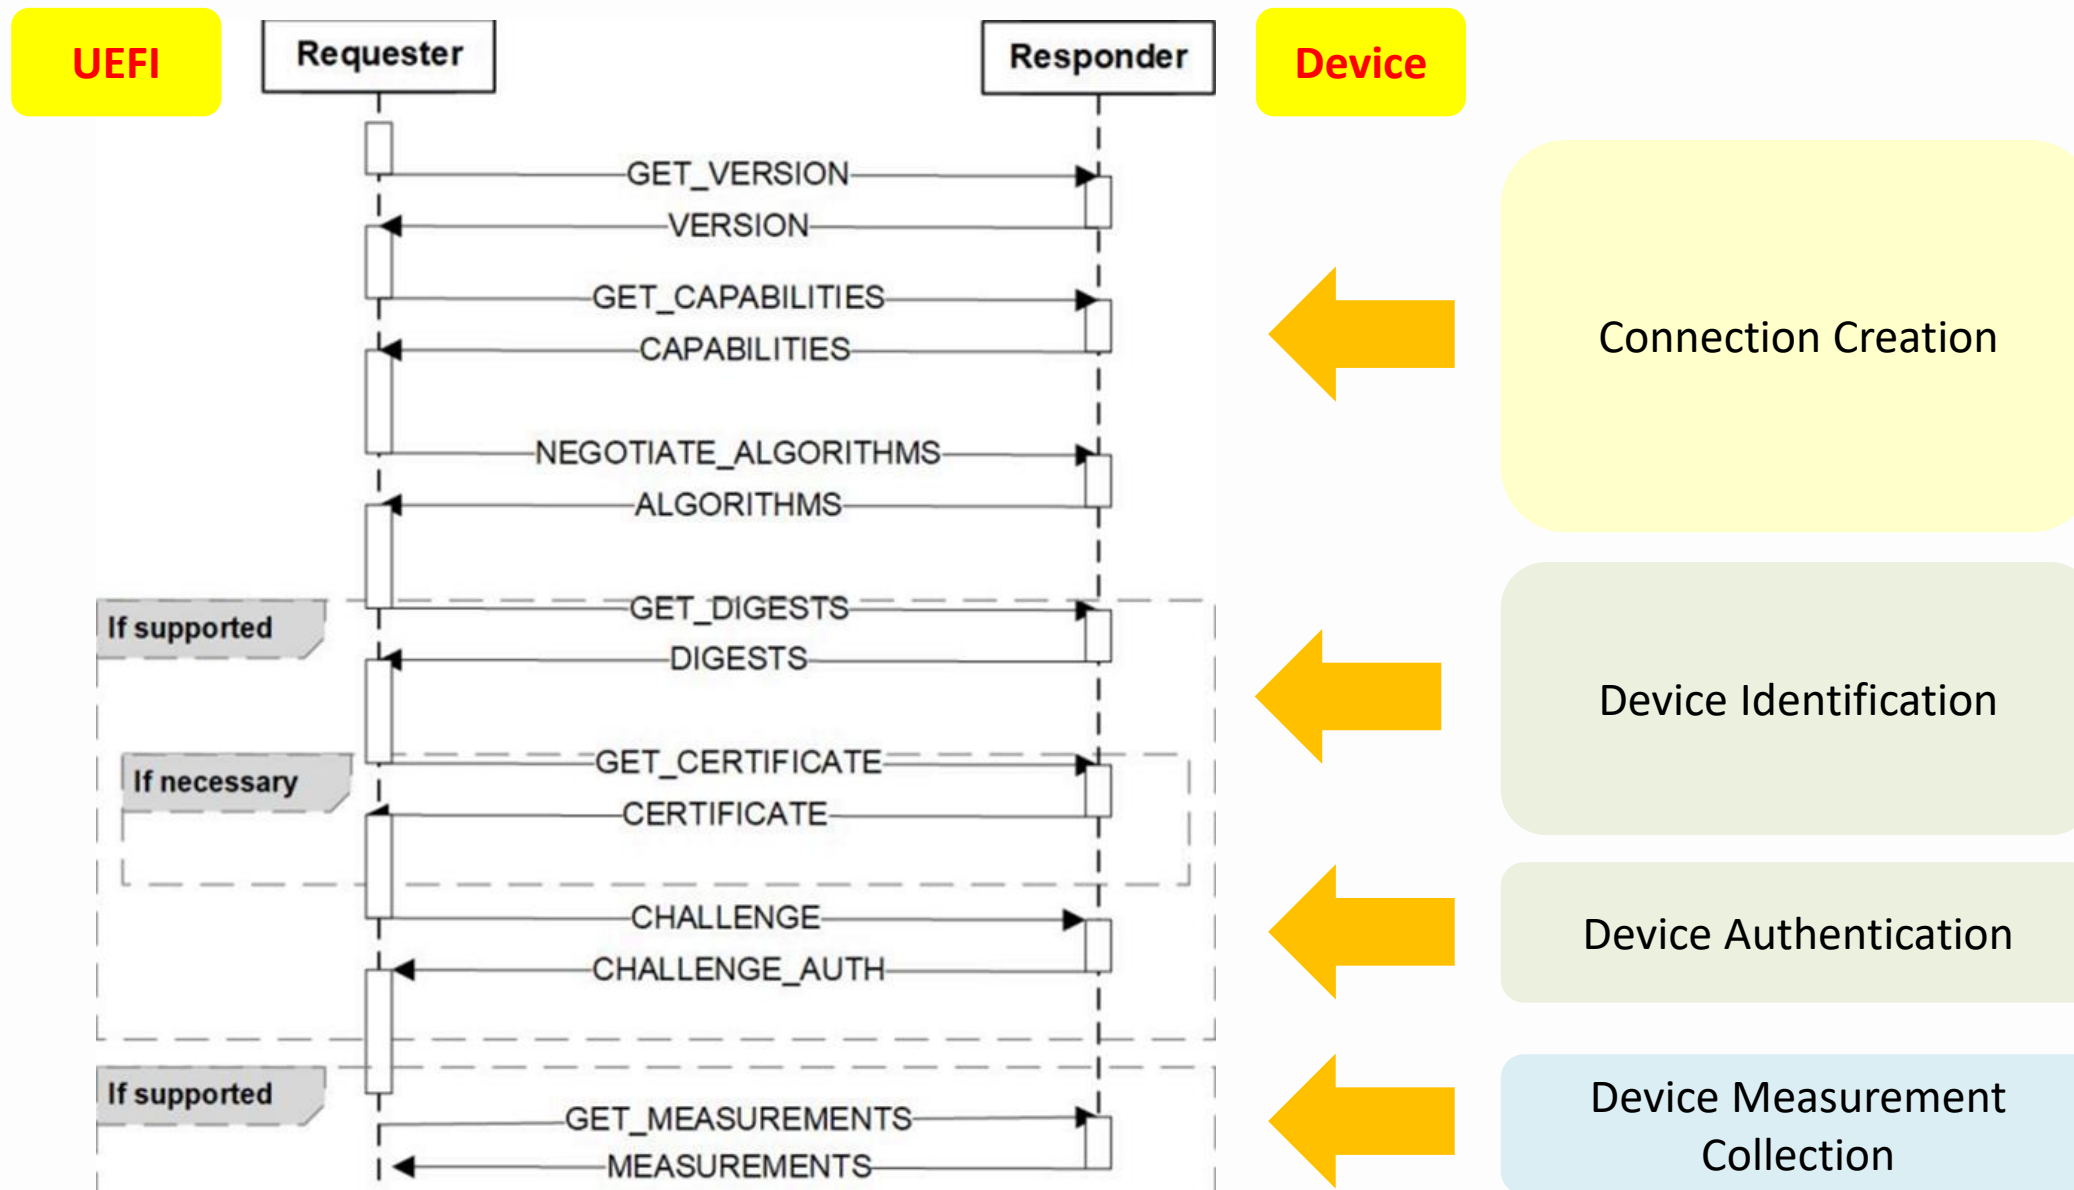 UEFI
Requester
Responder
Device
GET_VERSION
VERSION
GET_CAPABILITIES
CAPABILITIES
Connection Creation
NEGOTIATE_ALGORITHMS
ALGORITHMS
If supported
GET_DIGESTS
DIGESTS
Device Identification
If necessary
GET_CERTIFICATE
CERTIFICATE
CHALLENGE
CHALLENGE_AUTH
Device Authentication
If supported
GET_MEASUREMENTS
MEASUREMENTS
Device Measurement
Collection